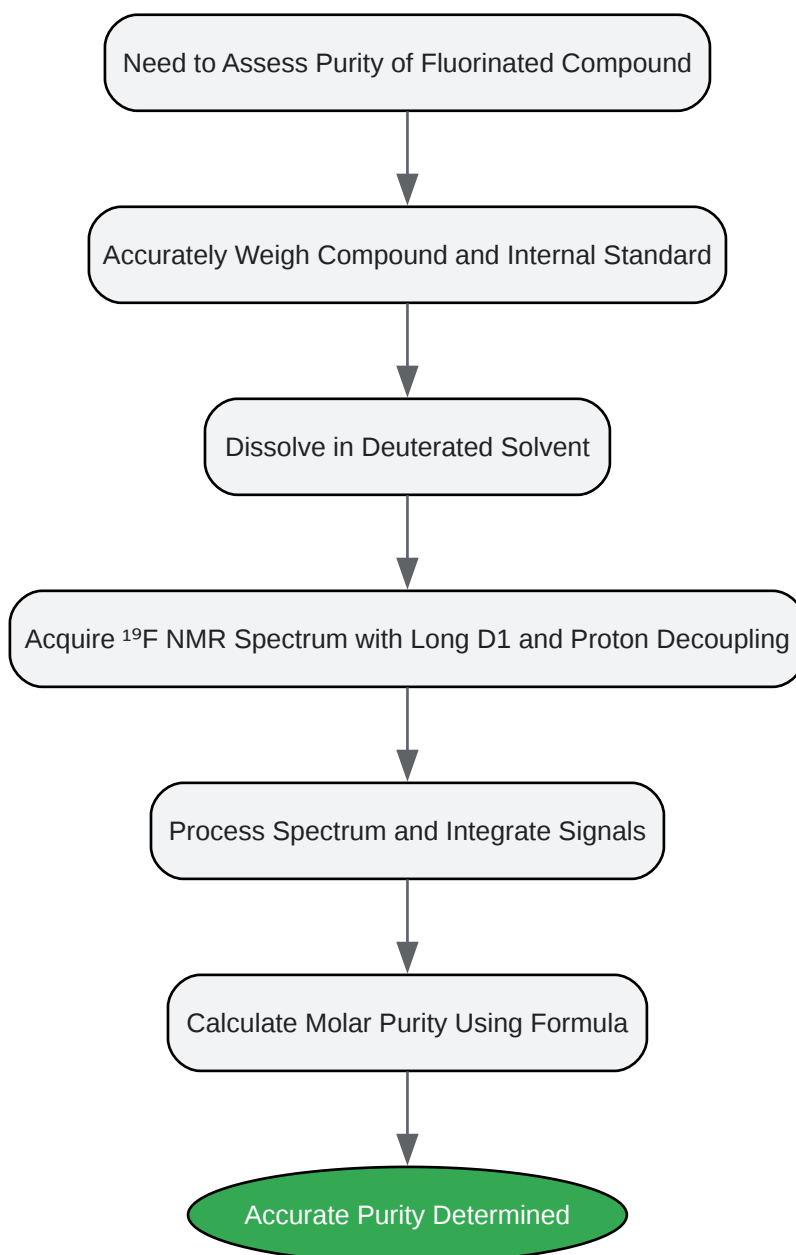 Need to Assess Purity of Fluorinated Compound
Accurately Weigh Compound and Internal Standard
Dissolve in Deuterated Solvent
Acquire ¹⁹F NMR Spectrum with Long D1 and Proton Decoupling
Process Spectrum and Integrate Signals
Calculate Molar Purity Using Formula
Accurate Purity Determined